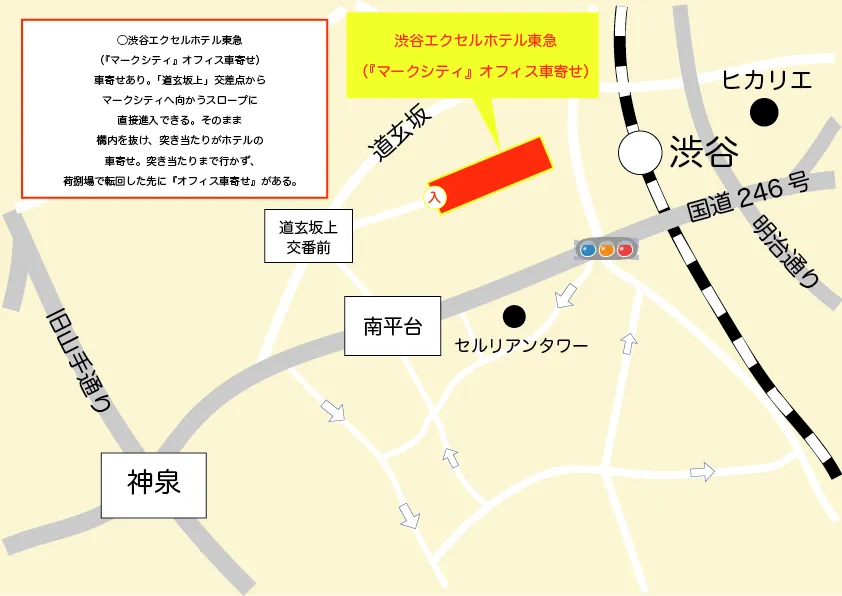 ○渋谷エクセルホテル東急
(『マークシティ』オフィス車寄せ)
車寄せあり。「道玄坂上」交差点から
マークシティへ向かうスロープに
直接進入できる。そのまま
構内を抜け、突き当たりがホテルの
車寄せ。突き当たりまで行かず、
荷捌場で転回した先に『オフィス車寄せ』がある。
渋谷エクセルホテル東急
(『マークシティ』オフィス車寄せ)
ヒカリエ
道玄坂
渋谷
入
国道246号
道玄坂上
交番前
明治通り
南平台
セルリアンタワー
旧山手通り
神泉